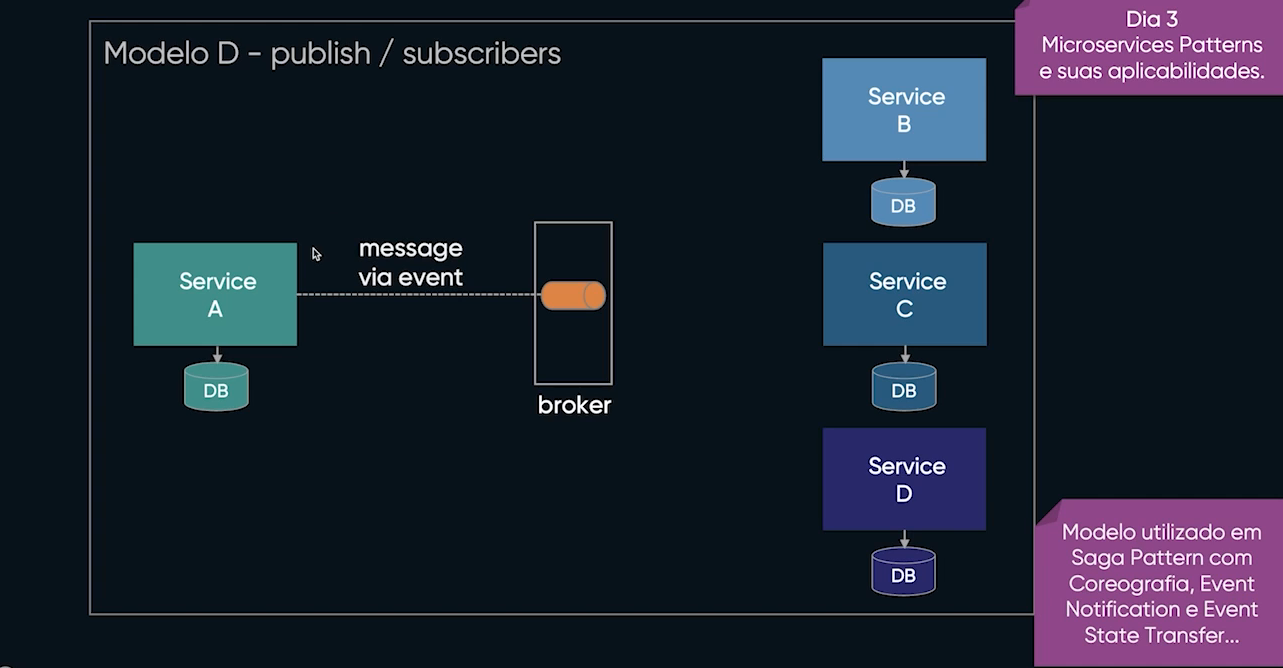 Dia 3
Microservices Patterns
e suas aplicabilidades.
Modelo D - publish / subscribers
Service
B
DB
message
via event
Service
A
DB
broker
Service
C
DB
Service
D
DB
Modelo utilizado em
Saga Pattern com
Coreografia, Event
Notification e Event
State Transfer...